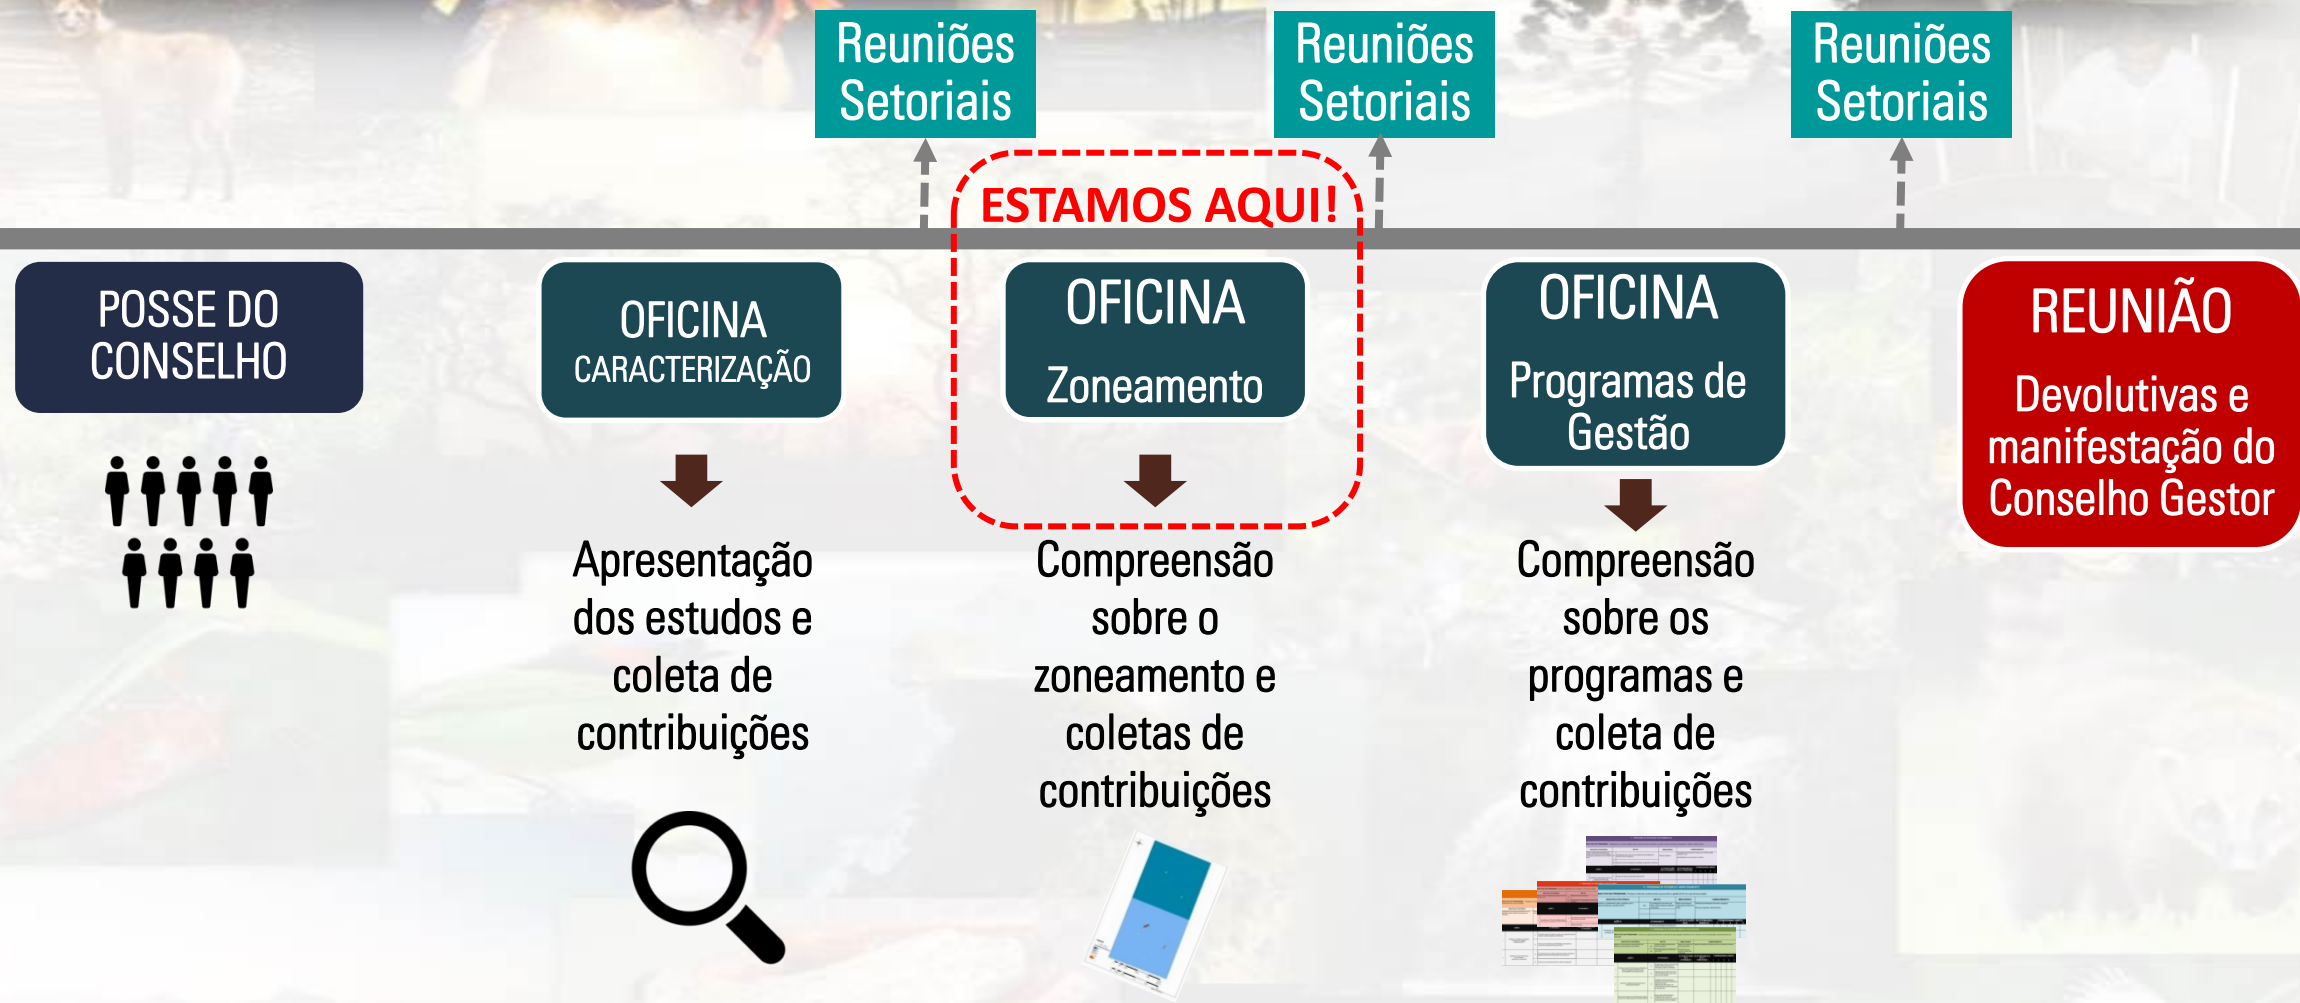 Reuniões
Setoriais
Reuniões
Setoriais
Reuniões
Setoriais
ESTAMOS AQUI!
POSSE DO
CONSELHO
OFICINA
CARACTERIZAÇÃO
OFICINA
Zoneamento
OFICINA
Programas de
Gestão
REUNIÃO
Devolutivas e
manifestação do
Conselho Gestor
Apresentação
dos estudos e
coleta de
contribuições
Compreensão
sobre o
zoneamento e
coletas de
contribuições
Compreensão
sobre os
programas e
coleta de
contribuições